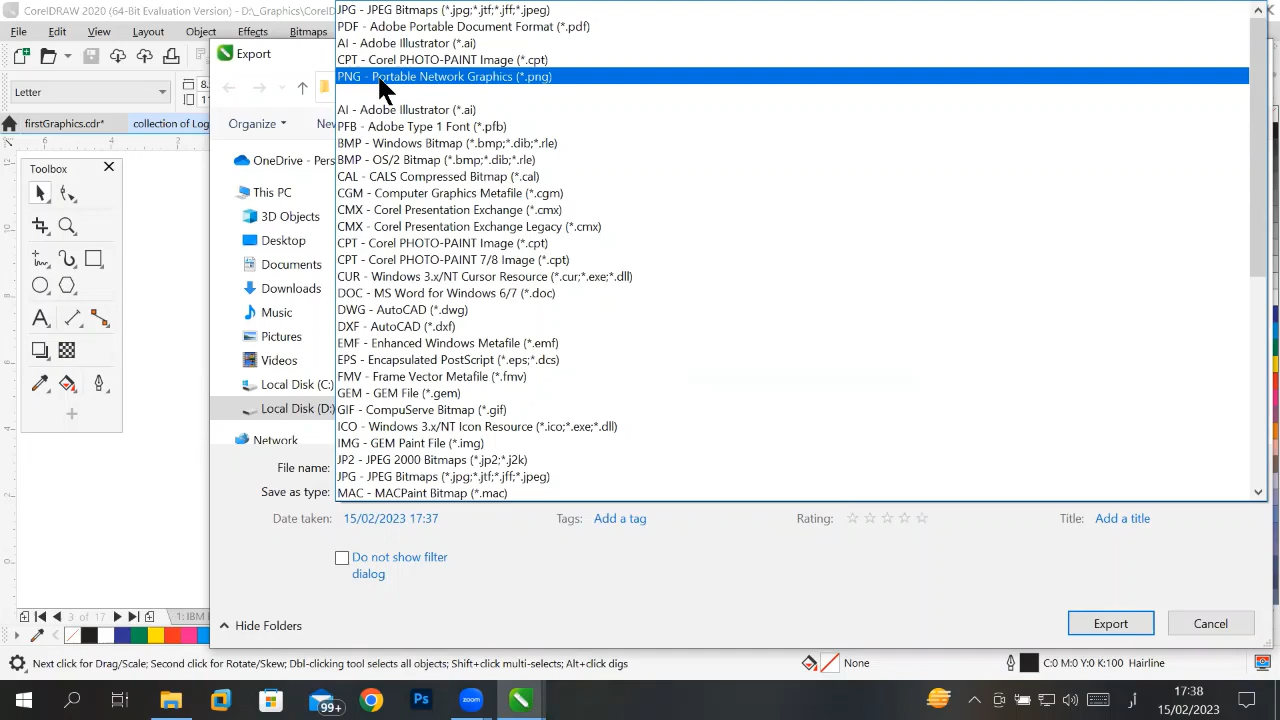 CorelDRAW 2020 (64-Bit Evaluation Version) - D:\_Graphics\CorelD
File Edit View Layout Object Effects Bitmaps
Letter
8.
firstGraphics.cdr* collection of Log
Toolbox
3 of 17
1: IBM
Export
Organize
OneDrive - Pers
This PC
3D Objects
Desktop
Documents
Downloads
Music
Pictures
Videos
Local Disk (C:)
Local Disk (D:)
Network
JPG - JPEG Bitmaps (*.jpg;*.jtf;*.jff;*.jpeg)
PDF - Adobe Portable Document Format (*.pdf)
AI - Adobe Illustrator (*.ai)
CPT - Corel PHOTO-PAINT Image (*.cpt)
PNG - Portable Network Graphics (*.png)
AI - Adobe Illustrator (*.ai)
PFB - Adobe Type 1 Font (*.pfb)
BMP - Windows Bitmap (*.bmp;*.dib;*.rle)
BMP - OS/2 Bitmap (*.bmp;*.dib;*.rle)
CAL - CALS Compressed Bitmap (*.cal)
CGM - Computer Graphics Metafile (*.cgm)
CMX - Corel Presentation Exchange (*.cmx)
CMX - Corel Presentation Exchange Legacy (*.cmx)
CPT - Corel PHOTO-PAINT Image (*.cpt)
CPT - Corel PHOTO-PAINT 7/8 Image (*.cpt)
CUR - Windows 3.x/NT Cursor Resource (*.cur;*.exe;*.dll)
DOC - MS Word for Windows 6/7 (*.doc)
DWG - AutoCAD (*.dwg)
DXF - AutoCAD (*.dxf)
EMF - Enhanced Windows Metafile (*.emf)
EPS - Encapsulated PostScript (*.eps;*.dcs)
FMV - Frame Vector Metafile (*.fmv)
GEM - GEM File (*.gem)
GIF - CompuServe Bitmap (*.gif)
ICO - Windows 3.x/NT Icon Resource (*.ico;*.exe;*.dll)
IMG - GEM Paint File (*.img)
JP2 - JPEG 2000 Bitmaps (*.jp2;*.j2k)
JPG - JPEG Bitmaps (*.jpg;*.jtf;*.jff;*.jpeg)
MAC - MACPaint Bitmap (*.mac)
File name:
Save as type:
Date taken: 15/02/2023 17:37 Tags: Add a tag Rating: Title: Add a title
Do not show filter
dialog
Hide Folders Export Cancel
Next click for Drag/Scale; Second click for Rotate/Skew; Dbl-clicking tool selects all objects; Shift+click multi-selects; Alt+click digs None C:0 M:0 Y:0 K:100 Hairline
99+ Ps zoom 17:38
15/02/2023